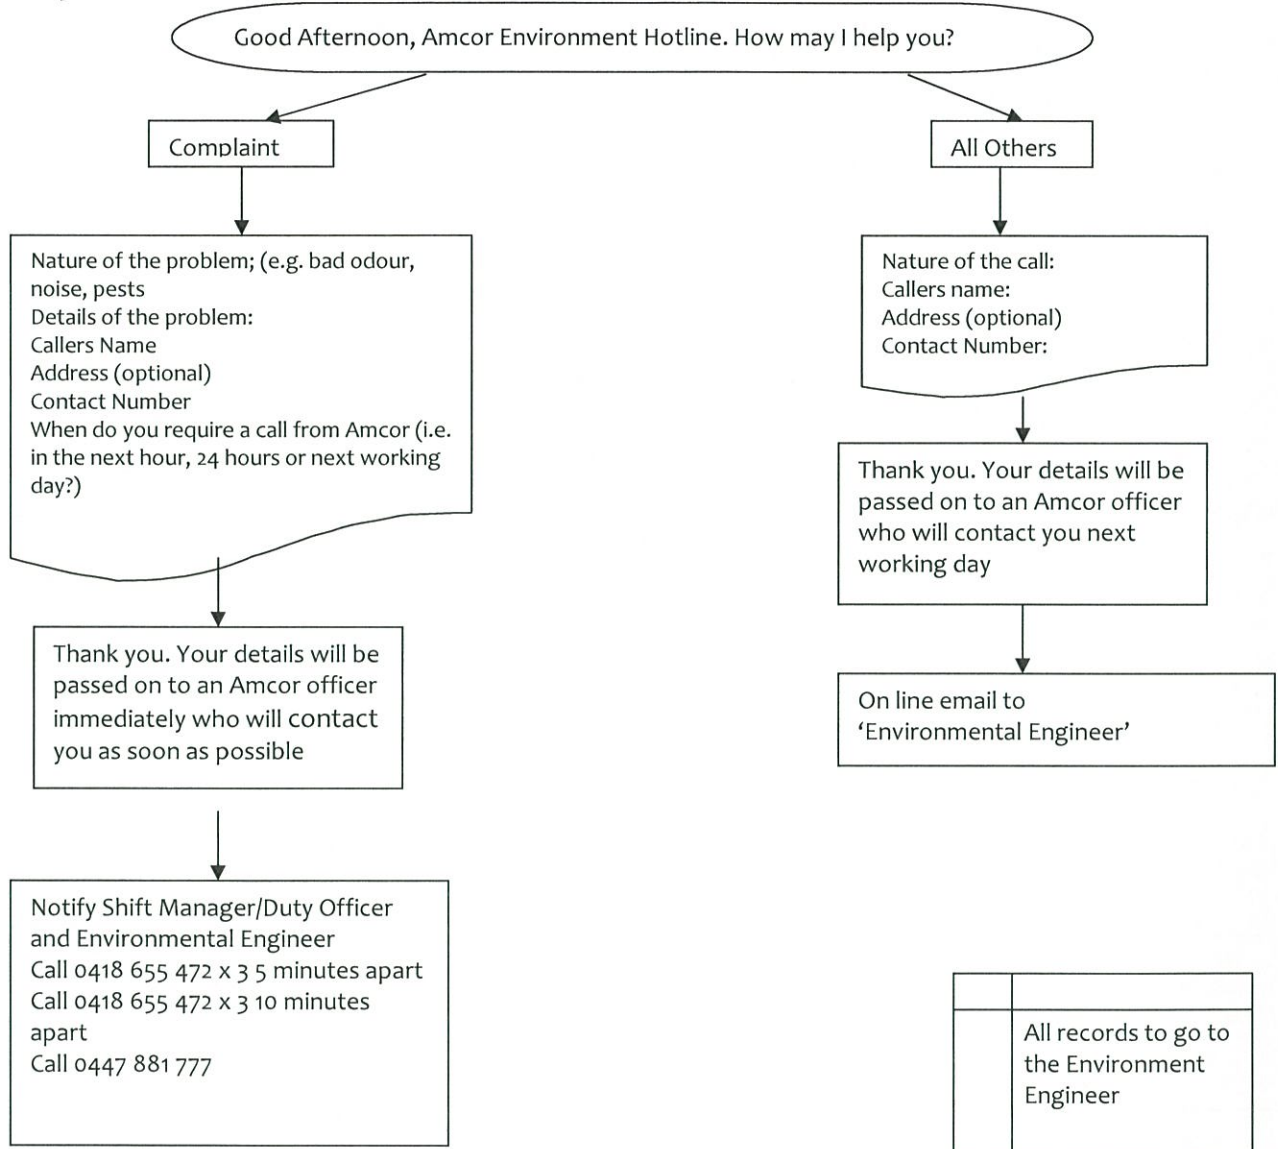 Good Afternoon, Amcor Environment Hotline. How may I help you?
Complaint
Nature of the problem; (e.g. bad odour,
noise, pests
Details of the problem:
Callers Name
Address (optional)
Contact Number
When do you require a call from Amcor (i.e.
in the next hour, 24 hours or next working
day?)
Thank you. Your details will be
passed on to an Amcor officer
immediately who will contact
you as soon as possible
Notify Shift Manager/Duty Officer
and Environmental Engineer
Call 0418 655 472 x 3 5 minutes apart
Call 0418 655 472 x 3 10 minutes
apart
Call 0447 881 777
All Others
Nature of the call:
Callers name:
Address (optional)
Contact Number:
Thank you. Your details will be
passed on to an Amcor officer
who will contact you next
working day
On line email to
‘Environmental Engineer’
All records to go to
the Environment
Engineer